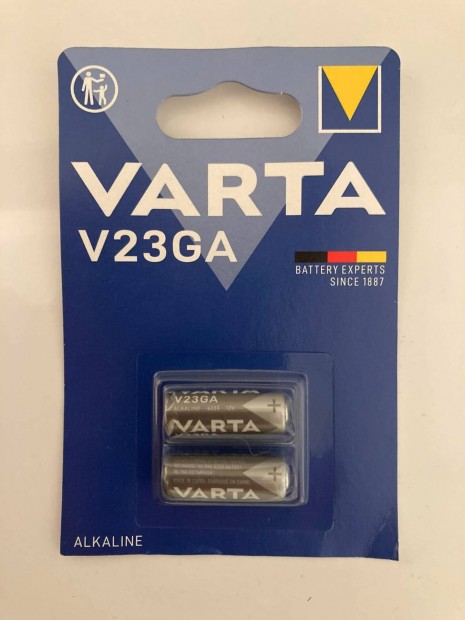 VARTA
V23GA
BATTERY EXPERTS
SINCE 1887
V23GA
VARTA
VARTA
ALKALINE